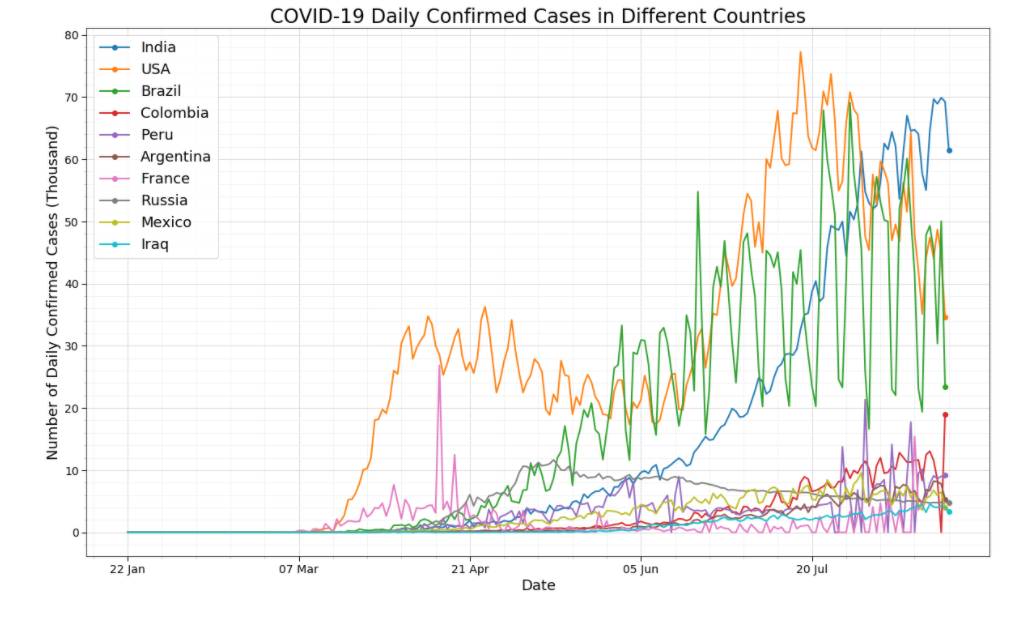 COVID-19 Daily Confirmed Cases in Different Countries
80
70
60
50
40
30
20
10
0
Number of Daily Confirmed Cases (Thousand)
India
USA
Brazil
Colombia
Peru
Argentina
France
Russia
Mexico
Iraq
22 Jan
07 Mar
21 Apr
05 Jun
20 Jul
Date